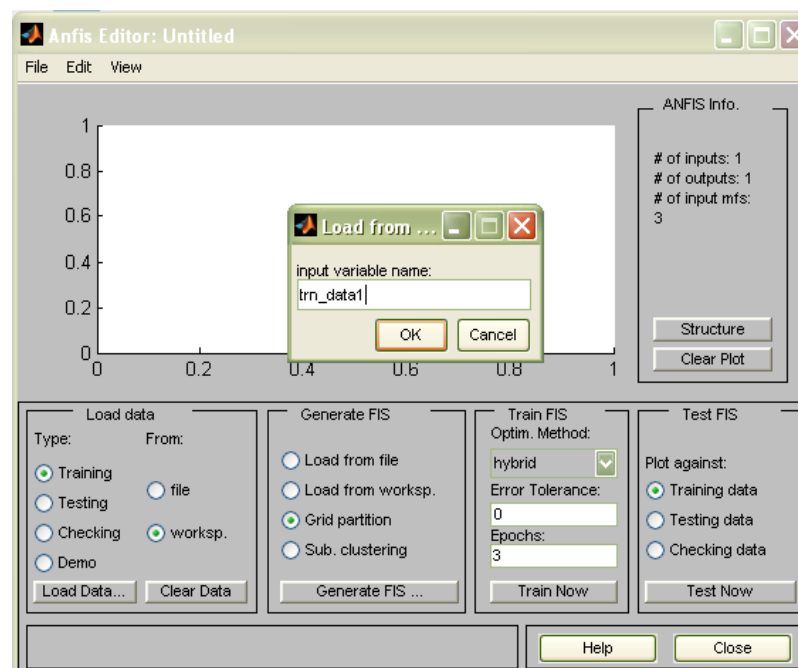 Anfis Editor: Untitled
File Edit View
1
0.8
0.6
0.4
0.2
0
0 0.2 0.4 0.6 0.8 1
Load from ...
input variable name:
trn_data1
OK Cancel
ANFIS Info.
# of inputs: 1
# of outputs: 1
# of input mfs:
3
Structure
Clear Plot
Load data
Type: From:
Training
Testing
Checking
Demo
file
worksp.
Load Data... Clear Data
Generate FIS
Load from file
Load from worksp.
Grid partition
Sub. clustering
Generate FIS ...
Train FIS
Optim. Method:
hybrid
Error Tolerance:
0
Epochs:
3
Train Now
Test FIS
Plot against:
Training data
Testing data
Checking data
Test Now
Help Close